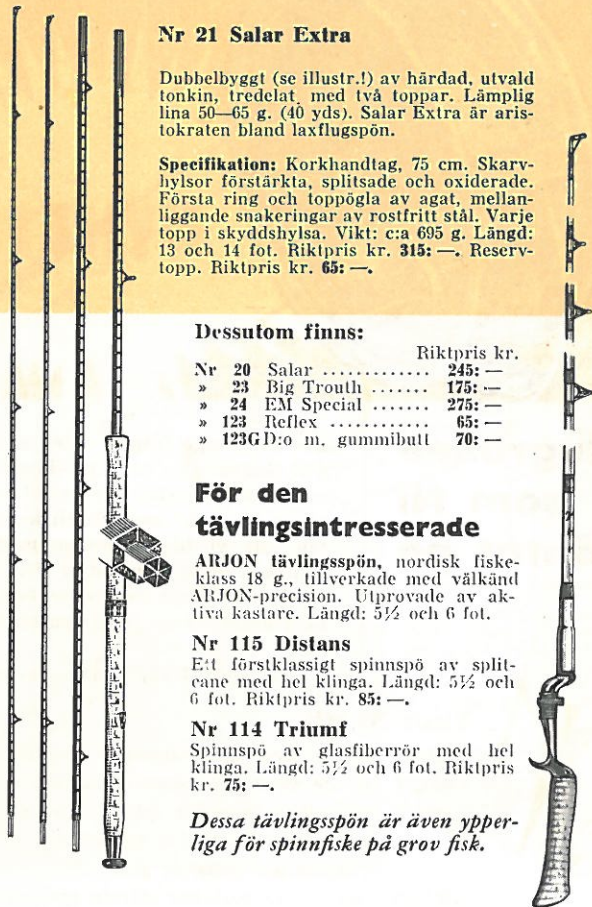 Nr 21 Salar Extra
Dubbelbyggt (se illustr.!) av härdad, utvald
tonkin, tredelat, med två toppar. Lämplig
lina 50—65 g. (40 yds). Salar Extra är aris-
tokraten bland laxflugspön.
Specifikation: Korkhandtag, 75 cm. Skarv-
hylsor förstärkta, splitsade och oxiderade.
Första ring och toppögla av agat, mellan-
liggande snakeringar av rostfritt stål. Varje
topp i skyddshylsa. Vikt: c:a 695 g. Längd:
13 och 14 fot. Riktpris kr. 315: —. Reserv-
topp. Riktpris kr. 65: —.
Dessutom finns:
Riktpris kr.
Nr 20 Salar ............. 245: —
» 23 Big Trouth ....... 175: —
» 24 EM Special ....... 275: —
» 123 Reflex ............ 65: —
» 123G D:o m. gummibutt 70: —
För den
tävlingsintresserade
ARJON tävlingsspön, nordisk fiske-
klass 18 g., tillverkade med välkänd
ARJON-precision. Utprovade av ak-
tiva kastare. Längd: 5½ och 6 fot.
Nr 115 Distans
Ett förstklassigt spinnspö av split-
cane med hel klinga. Längd: 5½ och
6 fot. Riktpris kr. 85: —.
Nr 114 Triumf
Spinnspö av glasfiberrör med hel
klinga. Längd: 5½ och 6 fot. Riktpris
kr. 75: —.
Dessa tävlingsspön är även ypper-
liga för spinnfiske på grov fisk.